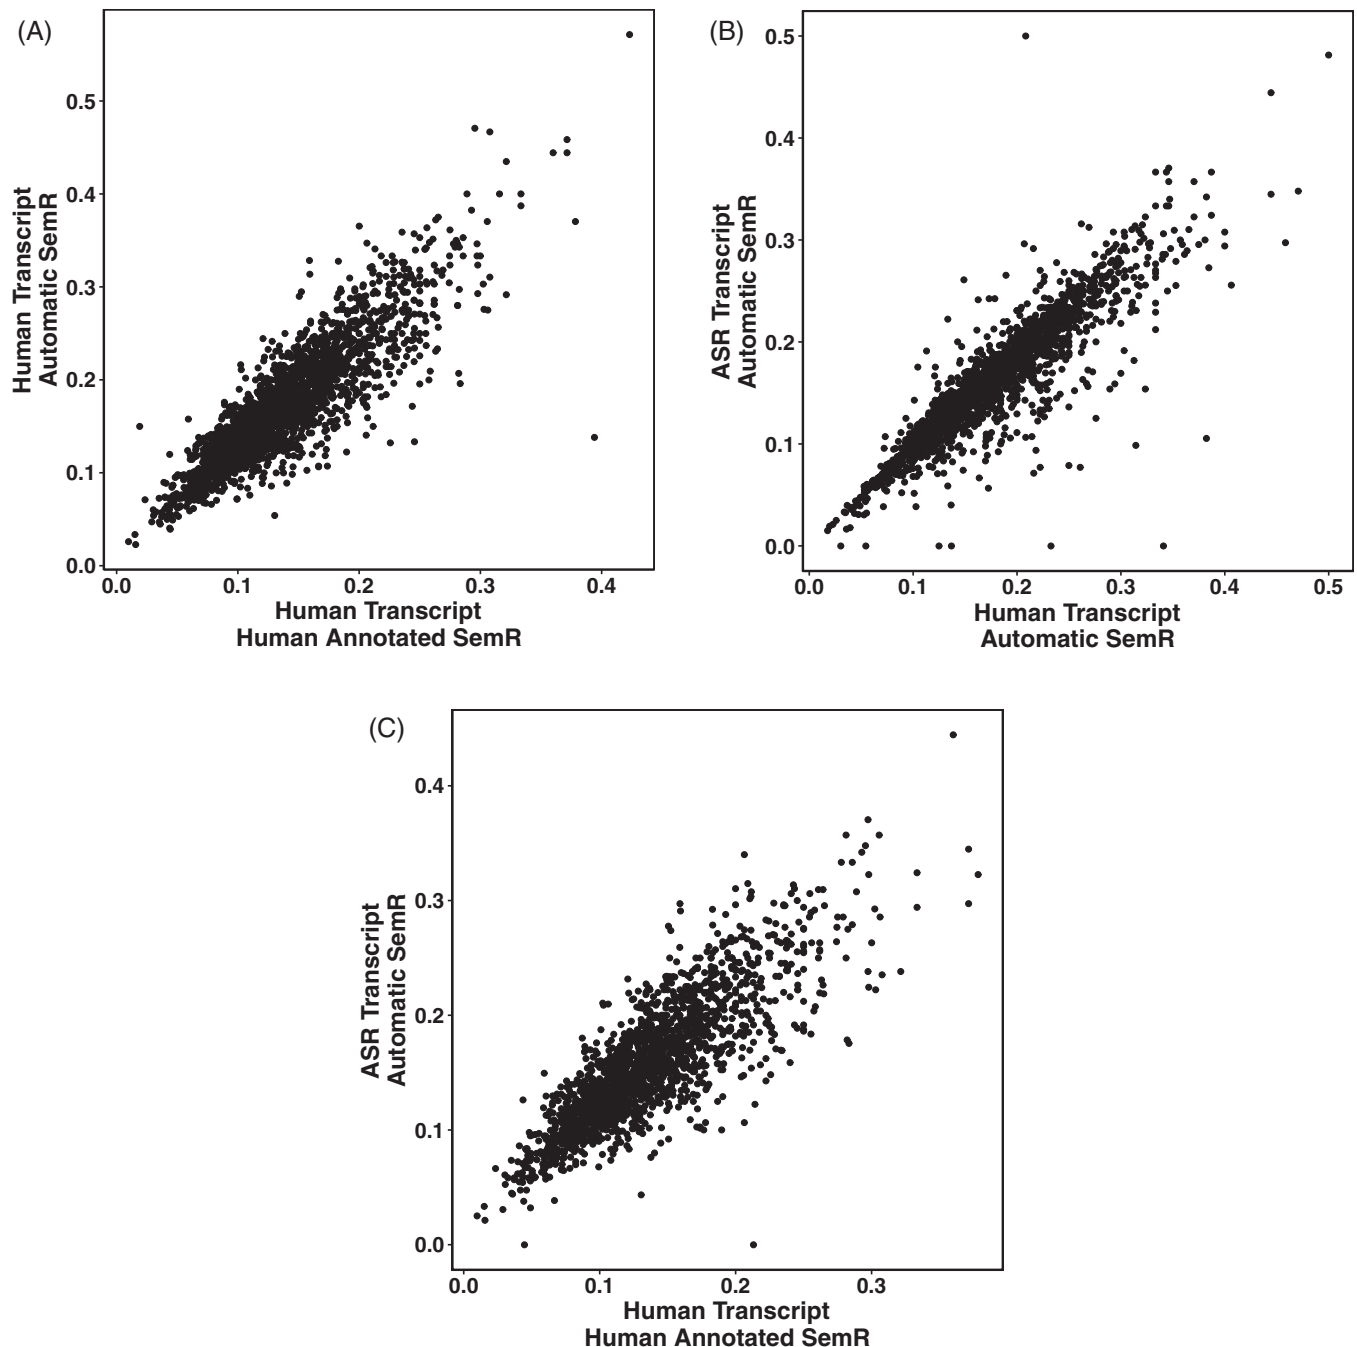 (A)
Human Transcript
Automatic SemR
0.5
0.4
0.3
0.2
0.1
0.0
0.0 0.1 0.2 0.3 0.4
Human Transcript
Human Annotated SemR
(B)
ASR Transcript
Automatic SemR
0.5
0.4
0.3
0.2
0.1
0.0
0.0 0.1 0.2 0.3 0.4 0.5
Human Transcript
Automatic SemR
(C)
ASR Transcript
Automatic SemR
0.4
0.3
0.2
0.1
0.0
0.0 0.1 0.2 0.3
Human Transcript
Human Annotated SemR